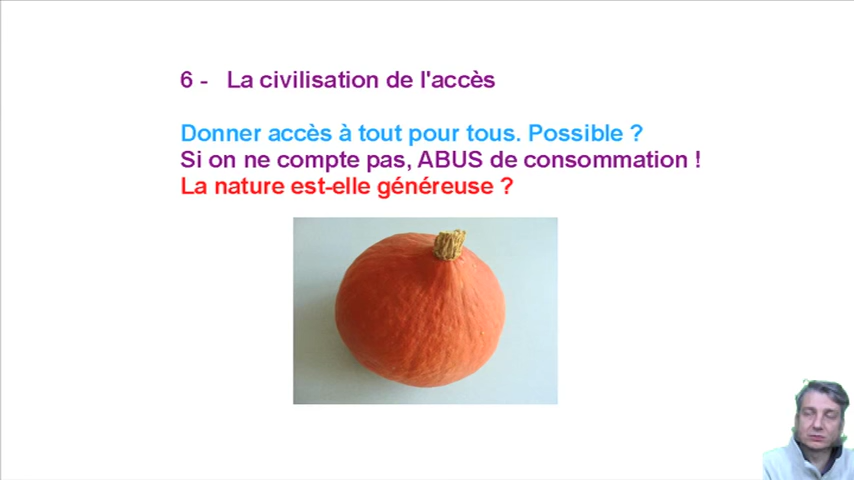 6 - La civilisation de l'accès
Donner accès à tout pour tous. Possible ?
Si on ne compte pas, ABUS de consommation !
La nature est-elle généreuse ?